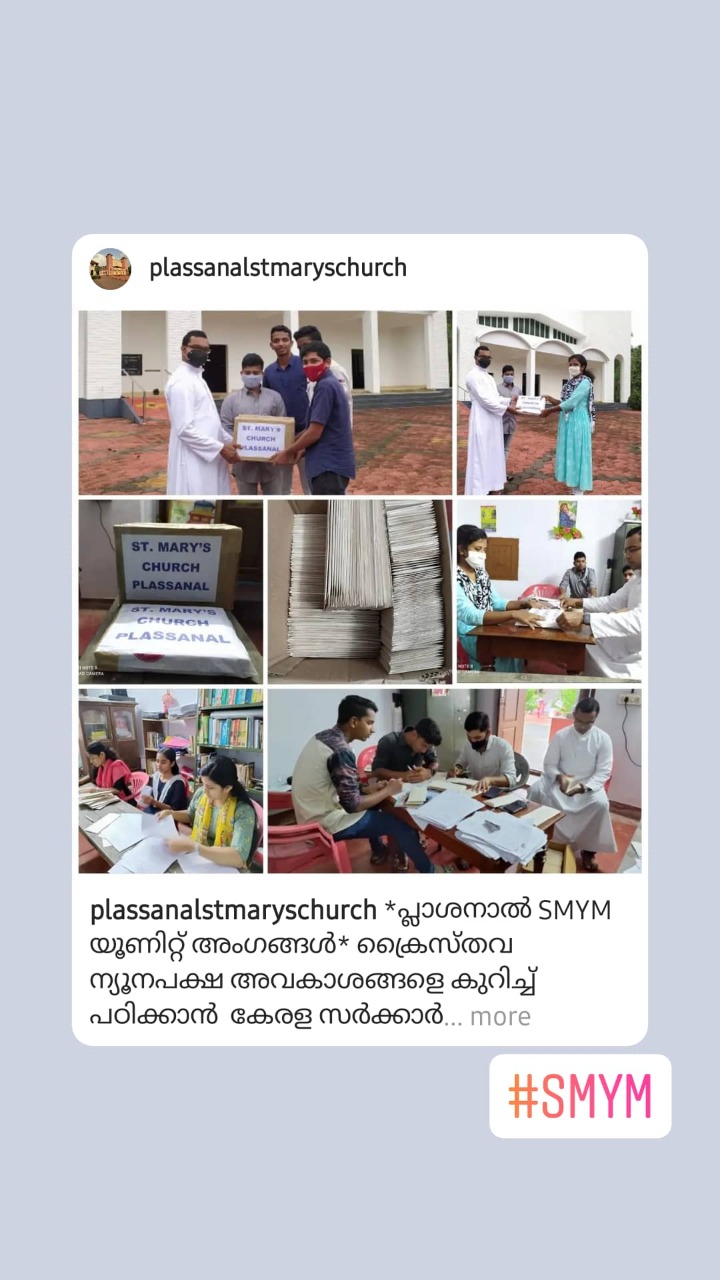 plassanalstmaryschurch
ST. MARY'S
CHURCH
PLASSANAL
ST. MARY'S
CHURCH
PLASSANAL
ST. MARY'S
CHURCH
PLASSANAL
plassanalstmaryschurch *പ്ലാശനാൽ SMYM
യൂണിറ്റ് അംഗങ്ങൾ* ക്രൈസ്തവ
ന്യൂനപക്ഷ അവകാശങ്ങളെ കുറിച്ച്
പഠിക്കാൻ കേരള സർക്കാർ... more
#SMYM